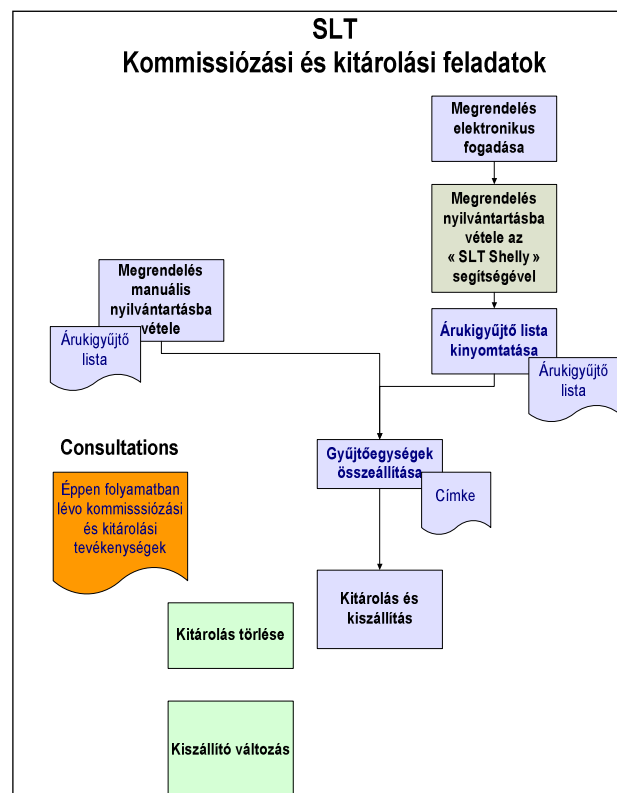 SLT
Kommissiózási és kitárolási feladatok
Megrendelés
elektronikus
fogadása
Megrendelés
nyilvántartásba
vétele az
« SLT Shelly »
segítségével
Megrendelés
manuális
nyilvántartásba
vétele
Árukigyűjtő
lista
Árukigyűjtő lista
kinyomtatása
Árukigyűjtő
lista
Consultations
Éppen folyamatban
lévo kommisssiózási
és kitárolási
tevékenységek
Gyűjtoegységek
összeállítása
Címke
Kitárolás és
kiszállítás
Kitárolás törlése
Kiszállító változás